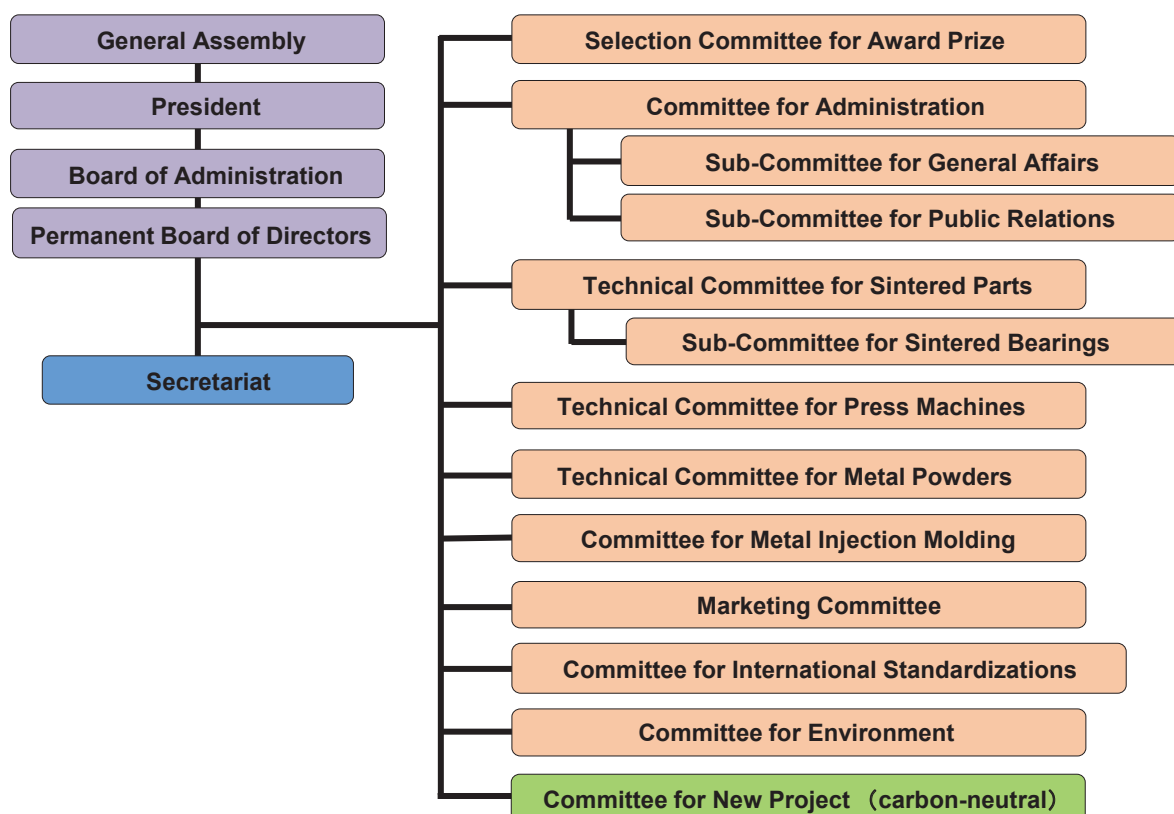 General Assembly
President
Board of Administration
Permanent Board of Directors
Secretariat
Selection Committee for Award Prize
Committee for Administration
Sub-Committee for General Affairs
Sub-Committee for Public Relations
Technical Committee for Sintered Parts
Sub-Committee for Sintered Bearings
Technical Committee for Press Machines
Technical Committee for Metal Powders
Committee for Metal Injection Molding
Marketing Committee
Committee for International Standardizations
Committee for Environment
Committee for New Project （carbon-neutral）